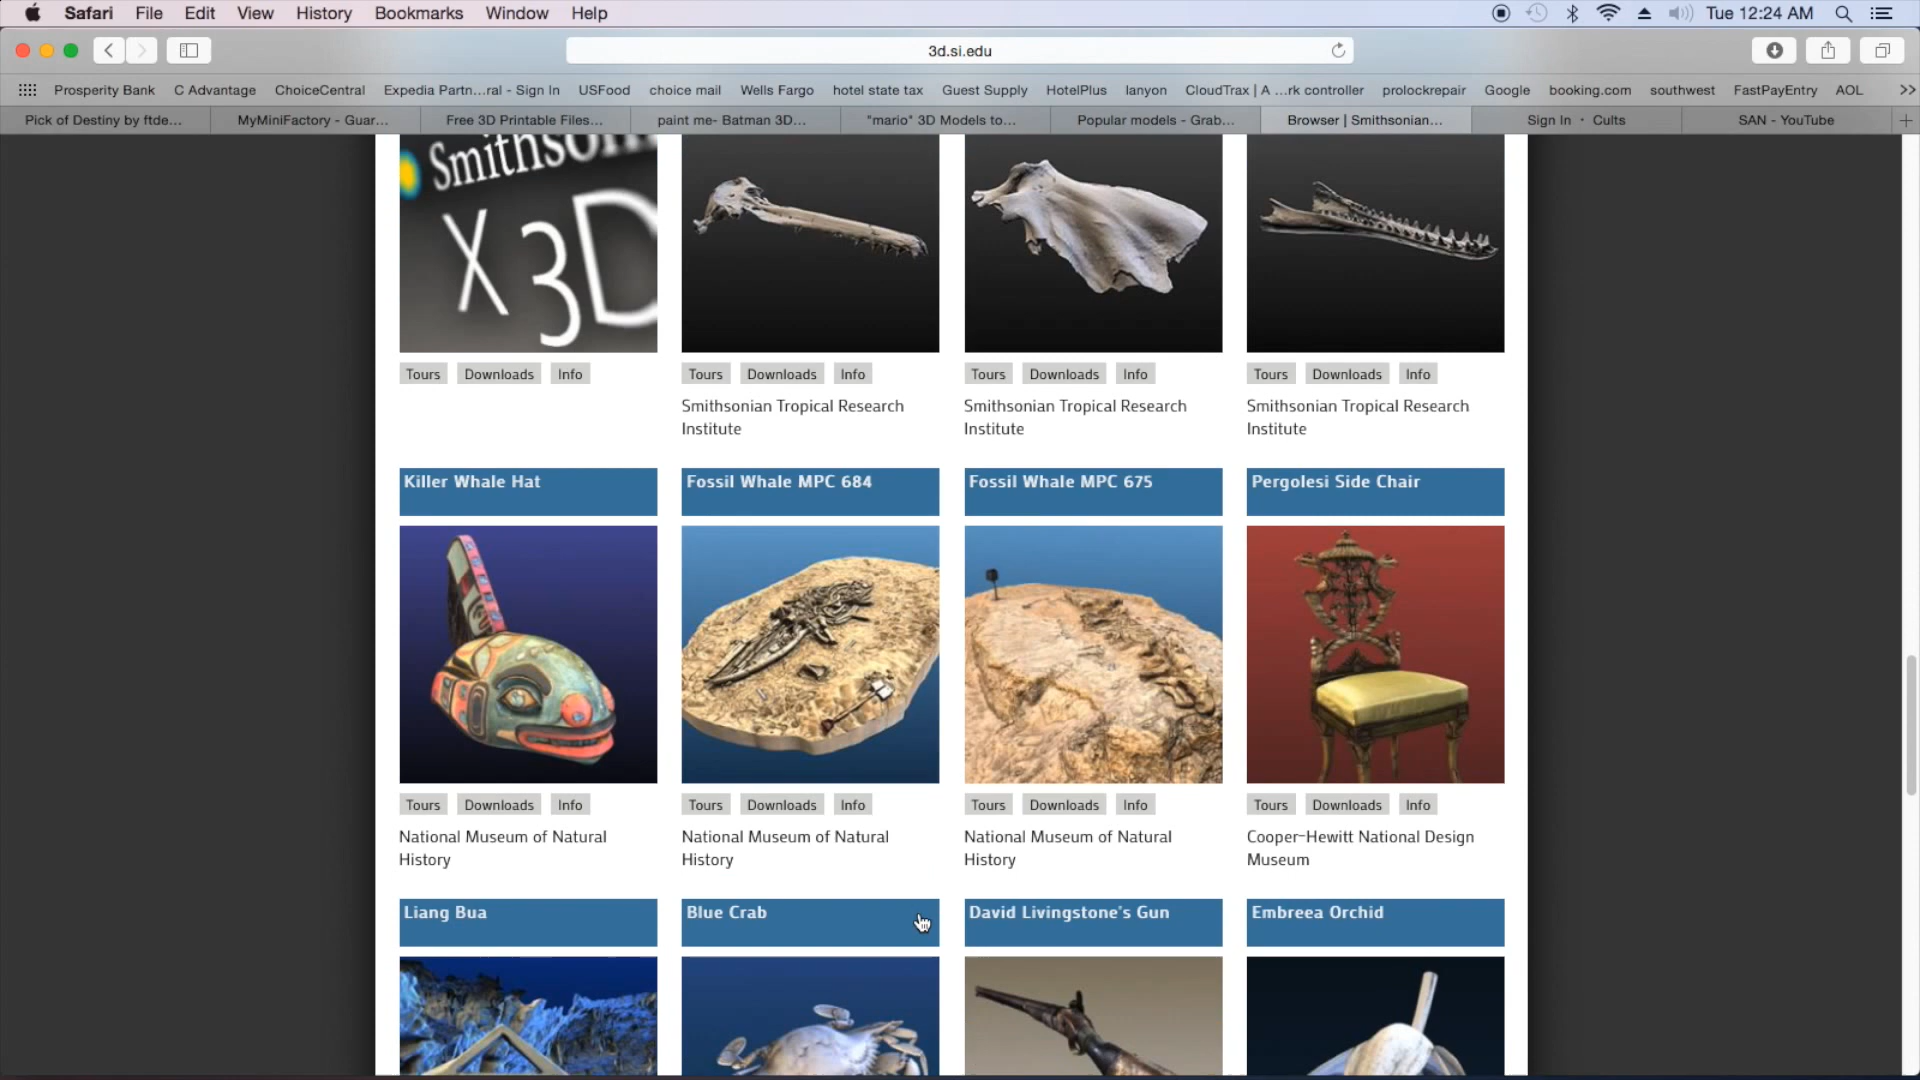 Safari File Edit View History Bookmarks Window Help Tue 12:24 AM
3d.si.edu
Prosperity Bank C Advantage ChoiceCentral Expedia Partn...ral - Sign In USFood choice mail Wells Fargo hotel state tax Guest Supply HotelPlus lanyon CloudTrax | A ...rk controller prolockrepair Google booking.com southwest FastPayEntry AOL >>
Pick of Destiny by ftde... MyMiniFactory - Guar... Free 3D Printable Files... paint me- Batman 3D... "mario" 3D Models to... Popular models - Grab... Browser | Smithsonian... Sign In · Cults SAN - YouTube +
Smithsonian
X 3D
Tours Downloads Info Tours Downloads Info Tours Downloads Info Tours Downloads Info
Smithsonian Tropical Research Smithsonian Tropical Research Smithsonian Tropical Research
Institute Institute Institute
Killer Whale Hat Fossil Whale MPC 684 Fossil Whale MPC 675 Pergolesi Side Chair
Tours Downloads Info Tours Downloads Info Tours Downloads Info Tours Downloads Info
National Museum of Natural National Museum of Natural National Museum of Natural Cooper-Hewitt National Design
History History History Museum
Liang Bua Blue Crab David Livingstone's Gun Embreea Orchid